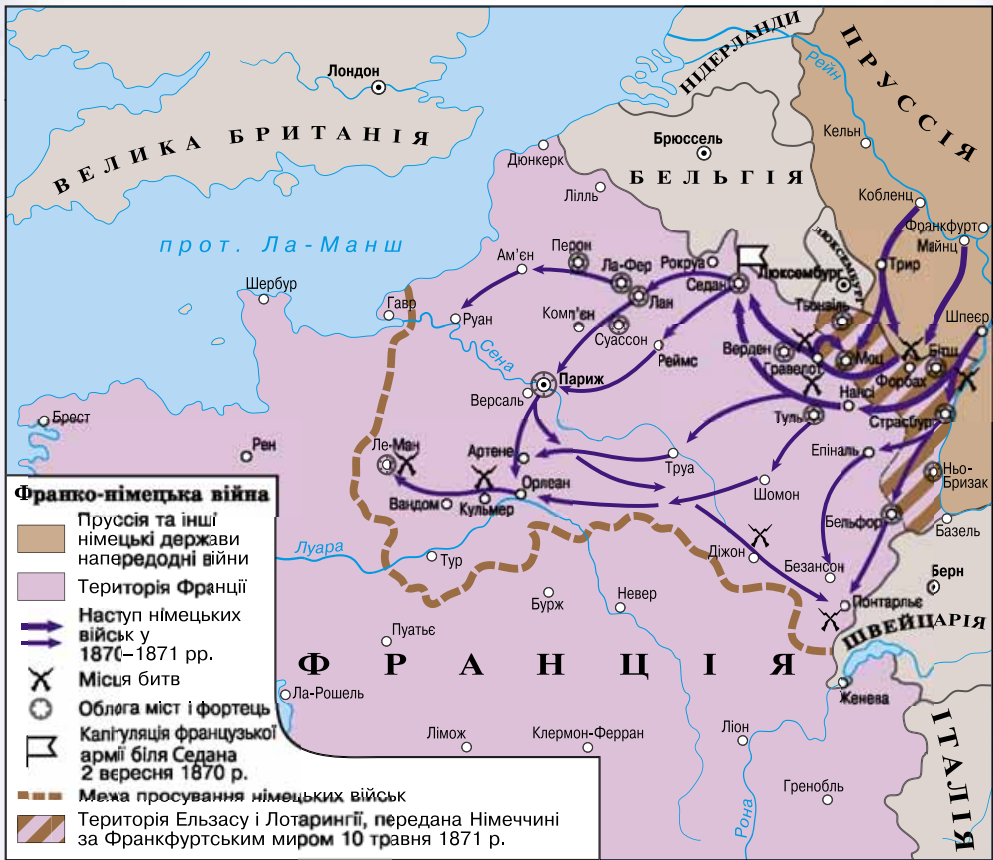 НІДЕРЛАНДИ
ПРУССІЯ
Рейн
Лондон
ВЕЛИКА БРИТАНІЯ
Кельн
Брюссель
БЕЛЬГІЯ
Дюнкерк
Лілль
Кобленц
Франкфурт
Майнц
прот. Ла-Манш
Перон
Ам'єн
Ла-Фер
Рокруа
Седан
ЛЮКСЕМБУРГ
Люксембург
Трир
Шербур
Гавр
Руан
Лан
Тьонвіль
Шпеєр
Комп'єн
Суассон
Сена
Реймс
Верден
Гравелот
Мец
Форбах
Біш
Париж
Версаль
Нансі
Туль
Страсбур
Брест
Рен
Ле-Ман
Артене
Труа
Епіналь
Шомон
Ньо-
Бризак
Орлеан
Вандом
Кульмер
Бельфор
Базель
Луара
Тур
Діжон
Безансон
Берн
Бурж
Невер
Понтарльє
ШВЕЙЦАРІЯ
Пуатьє
ФРАНЦІЯ
Ла-Рошель
Женева
Лімож
Клермон-Ферран
Ліон
ІТАЛІЯ
Гренобль
Рона
Франко-німецька війна
Пруссія та інші
німецькі держави
напередодні війни
Територія Франції
Наступ німецьких
військ у
1870–1871 рр.
Місця битв
Облога міст і фортець
Капітуляція французької
армії біля Седана
2 вересня 1870 р.
Межа просування німецьких військ
Територія Ельзасу і Лотарингії, передана Німеччині
за Франкфуртським миром 10 травня 1871 р.